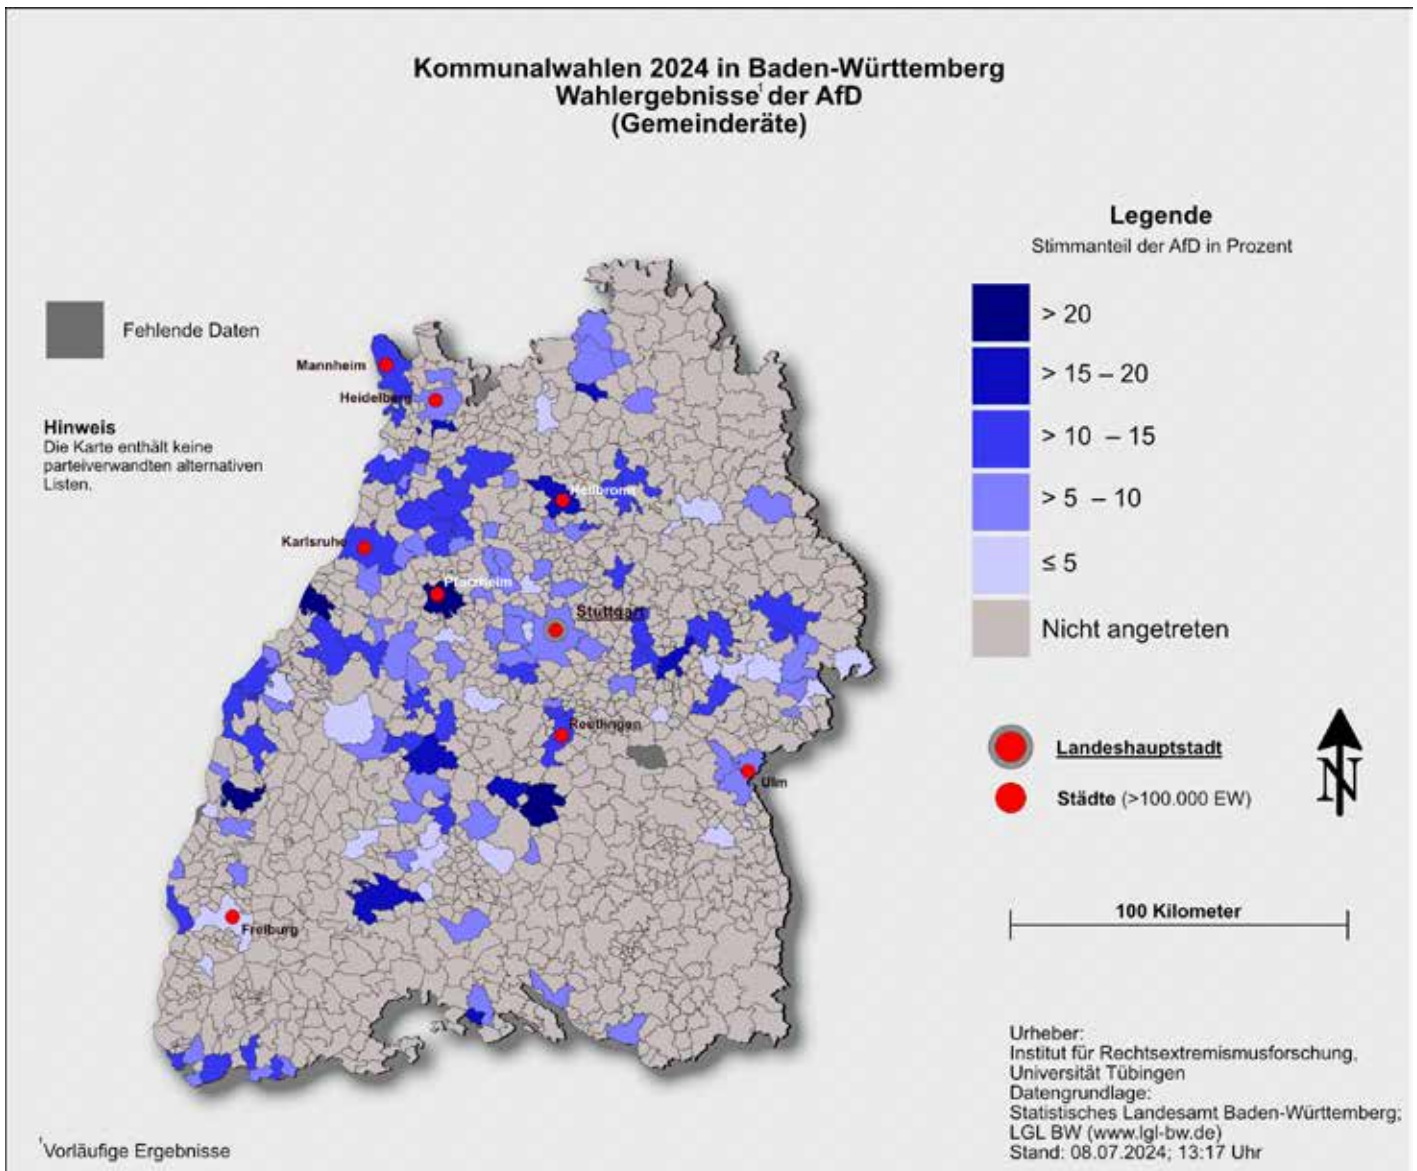 Kommunalwahlen 2024 in Baden-Württemberg
Wahlergebnisse¹ der AfD
(Gemeinderäte)
Legende
Stimmanteil der AfD in Prozent
> 20
> 15 – 20
> 10 – 15
> 5 – 10
≤ 5
Nicht angetreten
Fehlende Daten
Hinweis
Die Karte enthält keine
parteiverwandten alternativen
Listen.
Mannheim
Heidelberg
Heilbronn
Karlsruhe
Pforzheim
Stuttgart
Reutlingen
Ulm
Freiburg
Landeshauptstadt
Städte (>100.000 EW)
N
100 Kilometer
Urheber:
Institut für Rechtsextremismusforschung,
Universität Tübingen
Datengrundlage:
Statistisches Landesamt Baden-Württemberg;
LGL BW (www.lgl-bw.de)
Stand: 08.07.2024; 13:17 Uhr
¹Vorläufige Ergebnisse